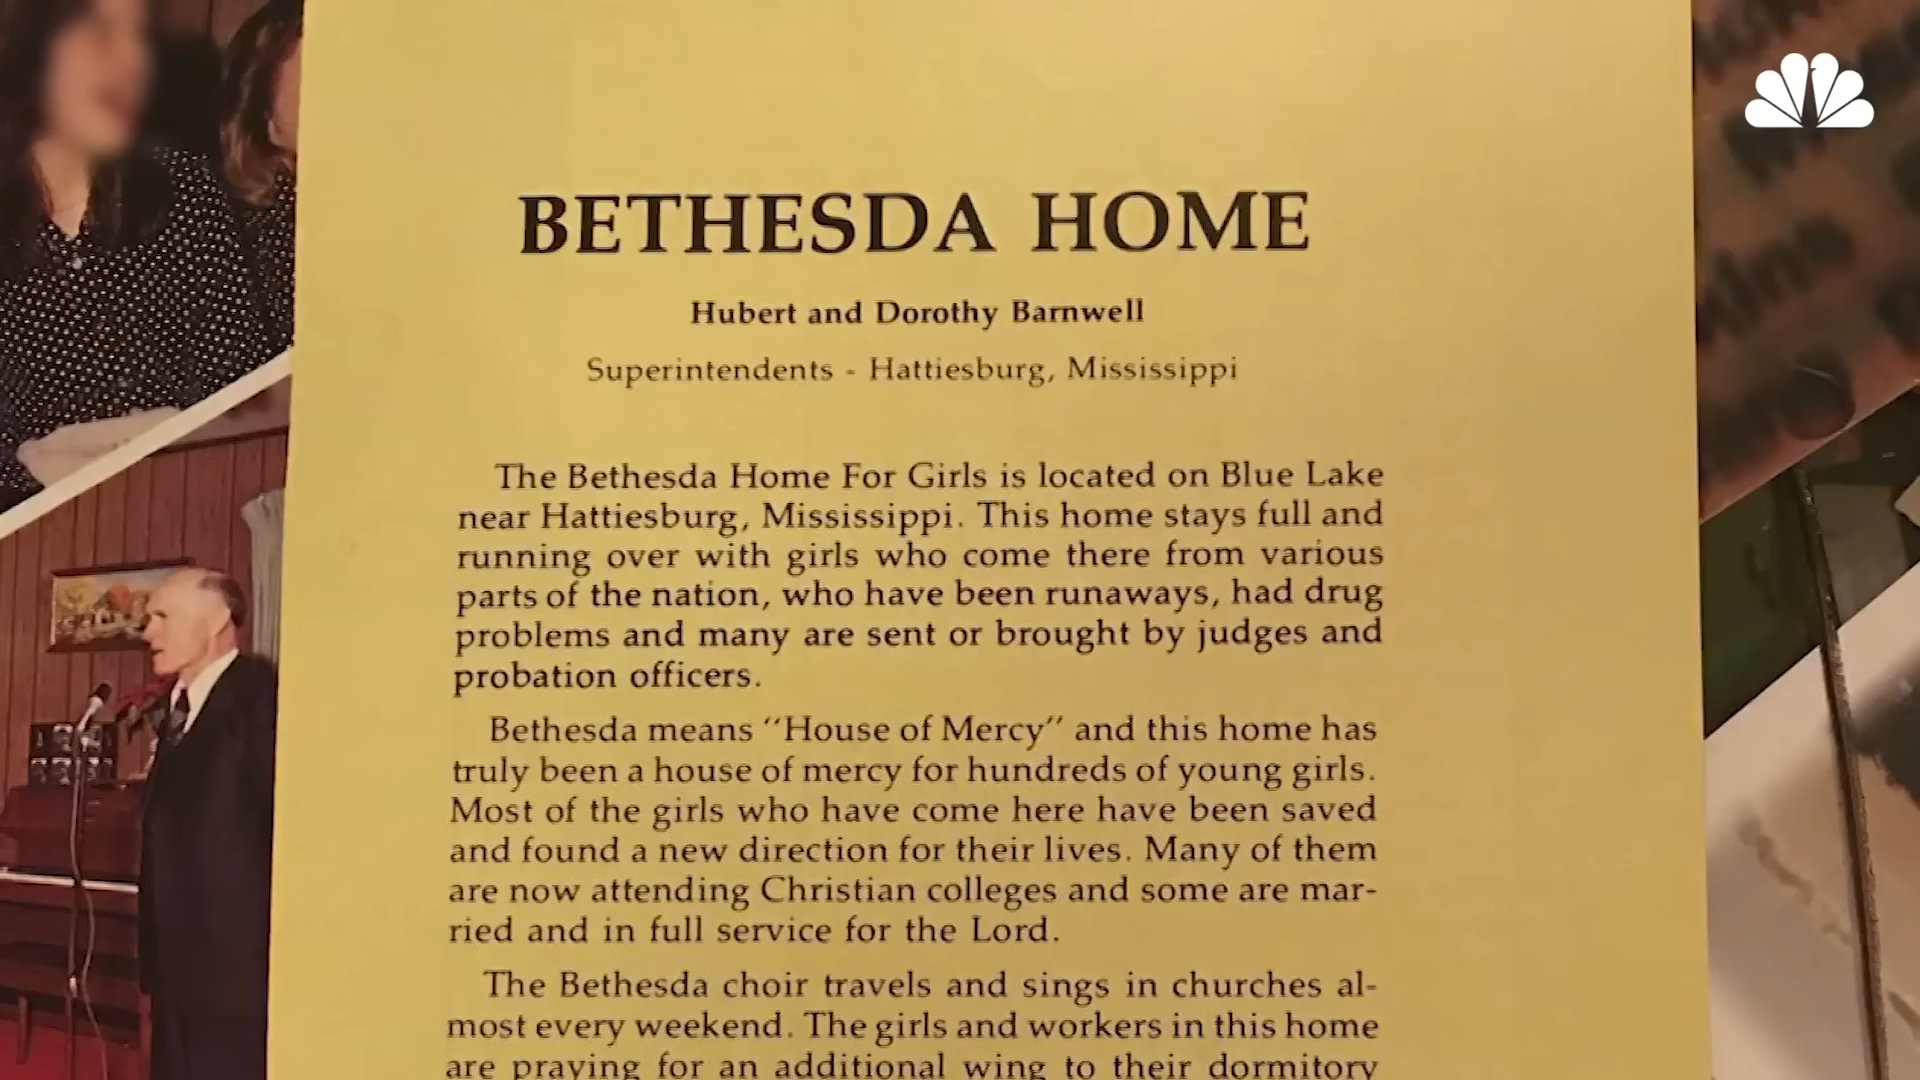 BETHESDA HOME
Hubert and Dorothy Barnwell
Superintendents - Hattiesburg, Mississippi
The Bethesda Home For Girls is located on Blue Lake
near Hattiesburg, Mississippi. This home stays full and
running over with girls who come there from various
parts of the nation, who have been runaways, had drug
problems and many are sent or brought by judges and
probation officers.
Bethesda means "House of Mercy" and this home has
truly been a house of mercy for hundreds of young girls.
Most of the girls who have come here have been saved
and found a new direction for their lives. Many of them
are now attending Christian colleges and some are mar-
ried and in full service for the Lord.
The Bethesda choir travels and sings in churches al-
most every weekend. The girls and workers in this home
are praying for an additional wing to their dormitory